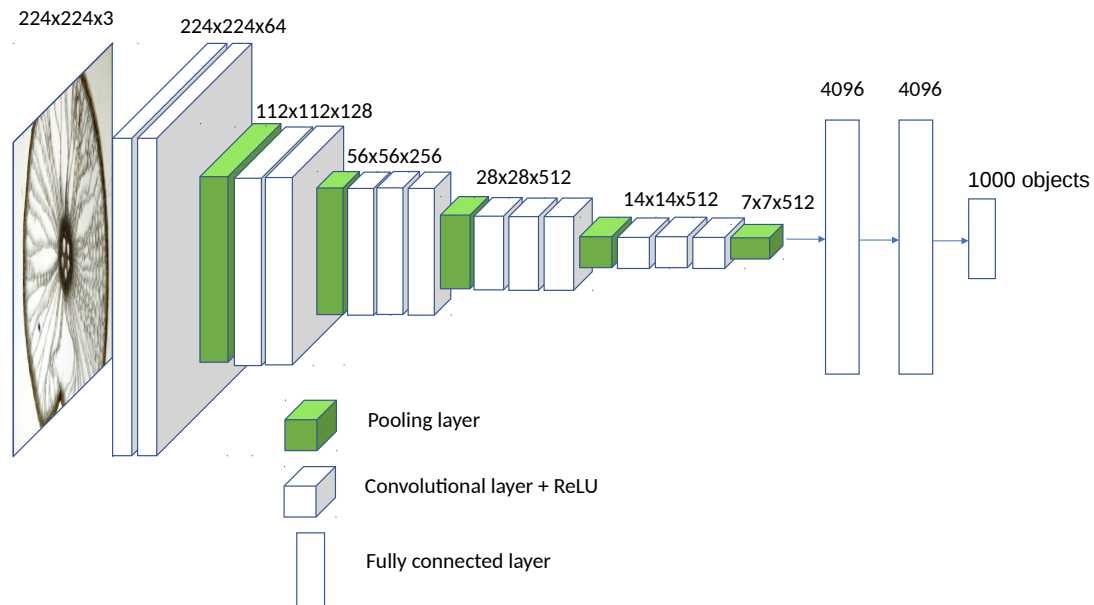 224x224x3
224x224x64
112x112x128
56x56x256
28x28x512
14x14x512
7x7x512
4096
4096
1000 objects
Pooling layer
Convolutional layer + ReLU
Fully connected layer